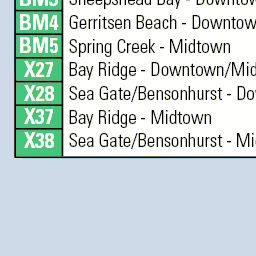 BM3 Sheepshead Bay - Downtow
BM4 Gerritsen Beach - Downtow
BM5 Spring Creek - Midtown
X27 Bay Ridge - Downtown/Mid
X28 Sea Gate/Bensonhurst - Do
X37 Bay Ridge - Midtown
X38 Sea Gate/Bensonhurst - Mi